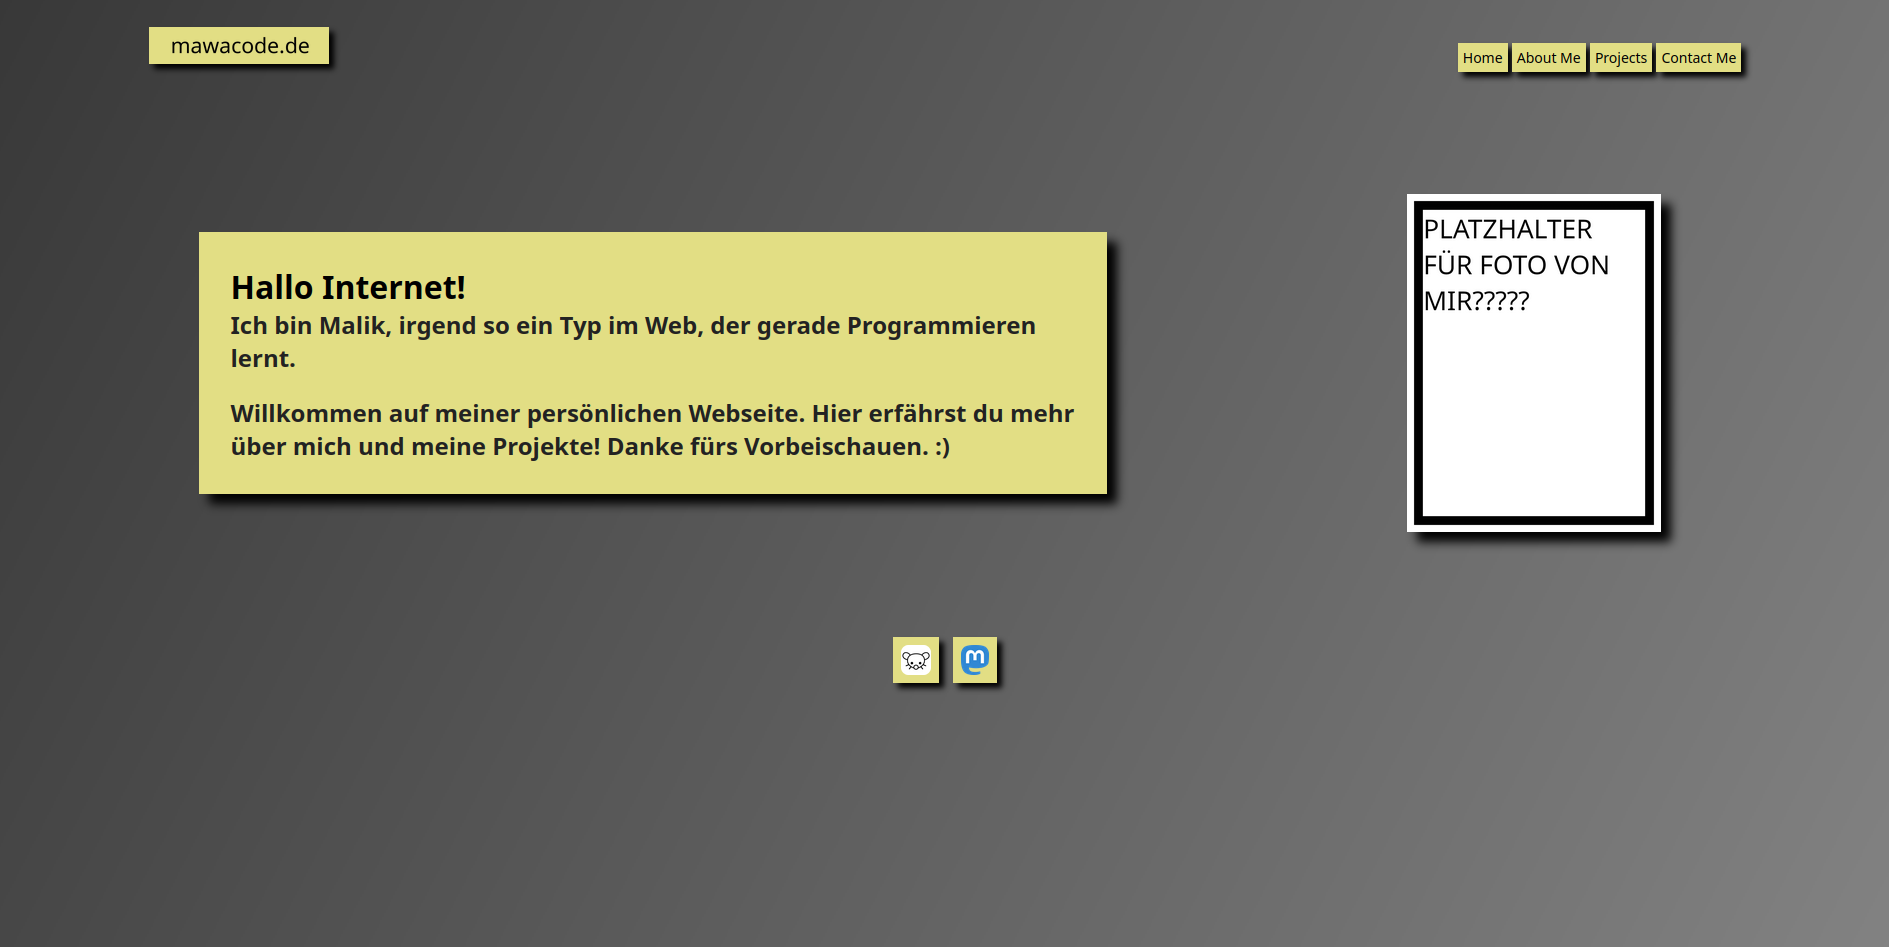 mawacode.de
Home
About Me
Projects
Contact Me
Hallo Internet!
Ich bin Malik, irgend so ein Typ im Web, der gerade Programmieren
lernt.
Willkommen auf meiner persönlichen Webseite. Hier erfährst du mehr
über mich und meine Projekte! Danke fürs Vorbeischauen. :)
PLATZHALTER
FÜR FOTO VON
MIR?????